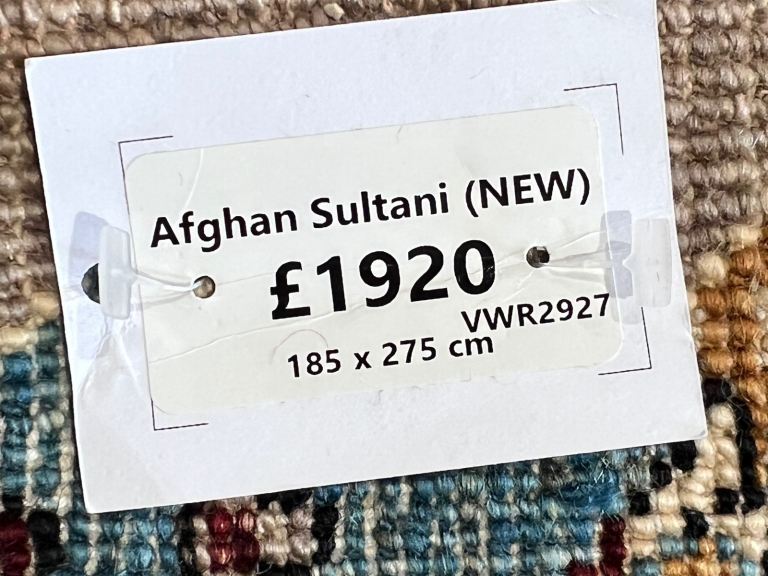 Afghan Sultani (NEW)
£1920
VWR2927
185 x 275 cm